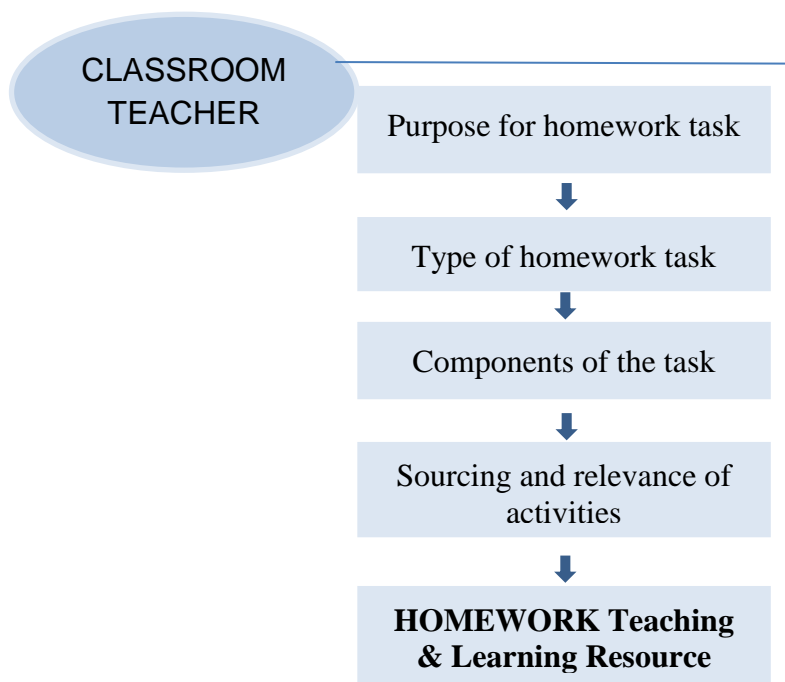 CLASSROOM
TEACHER
Purpose for homework task
Type of homework task
Components of the task
Sourcing and relevance of
activities
HOMEWORK Teaching
& Learning Resource